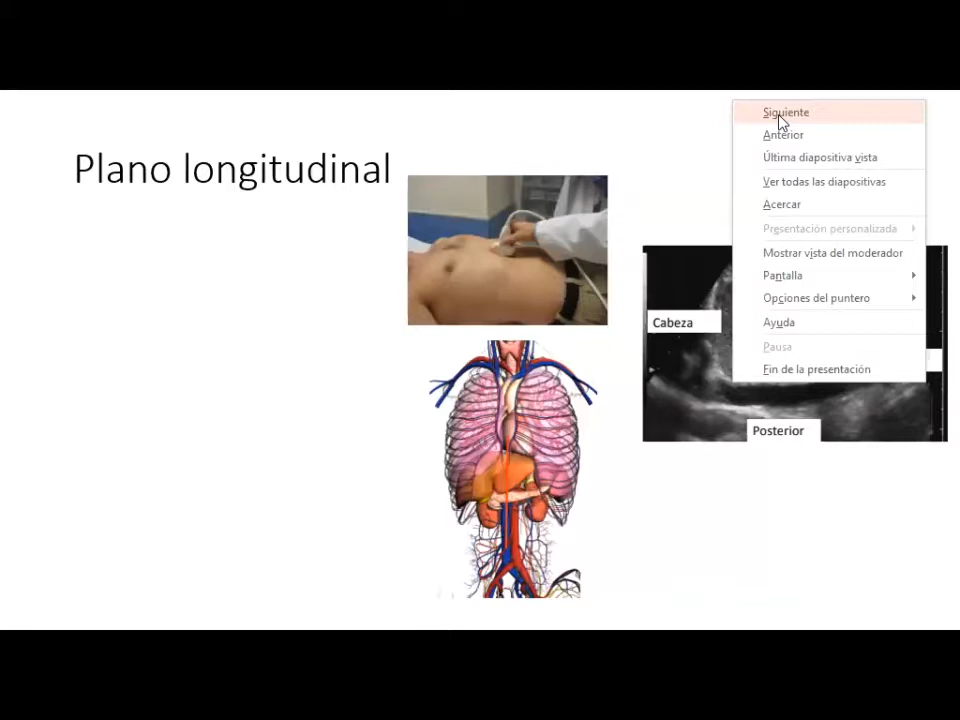 Plano longitudinal
Siguiente
Anterior
Última diapositiva vista
Ver todas las diapositivas
Acercar
Presentación personalizada
Mostrar vista del moderador
Pantalla
Opciones del puntero
Ayuda
Pausa
Fin de la presentación
Cabeza
Posterior